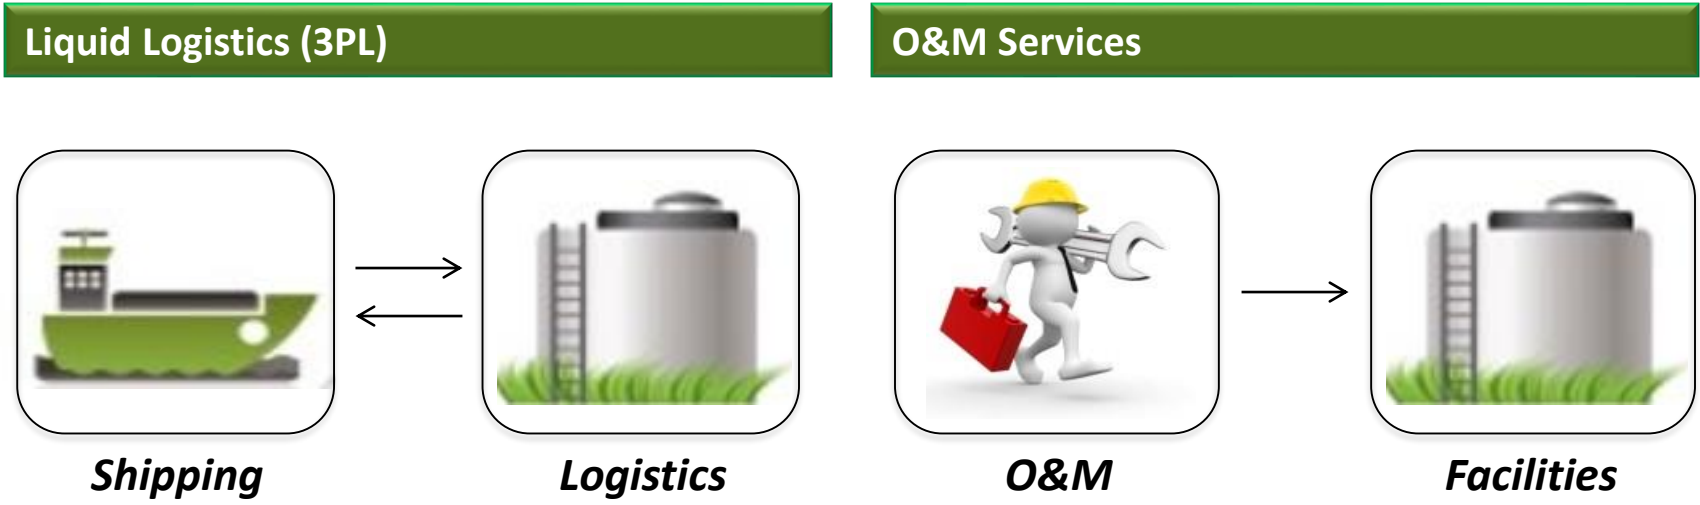 Liquid Logistics (3PL)
O&M Services
Shipping
Logistics
O&M
Facilities